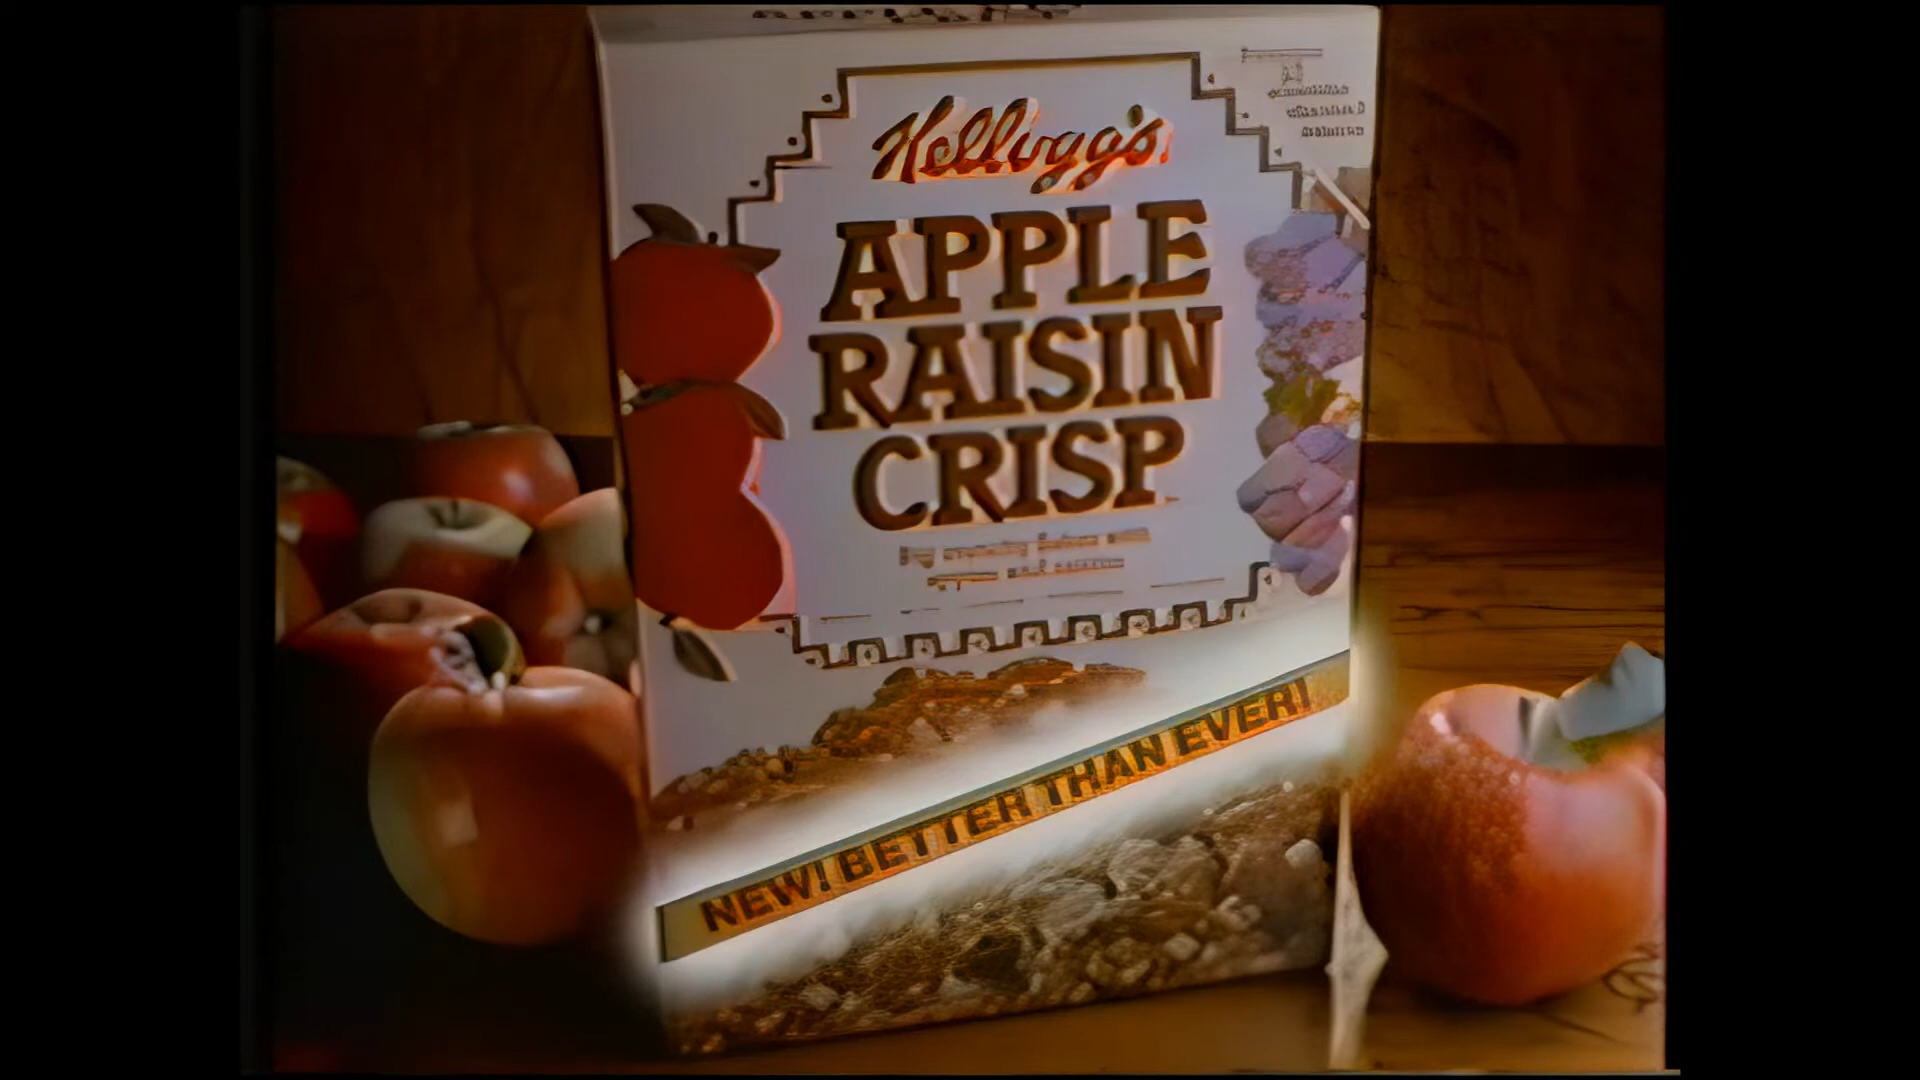 Kellogg's
APPLE
RAISIN
CRISP
NEW! BETTER THAN EVER!